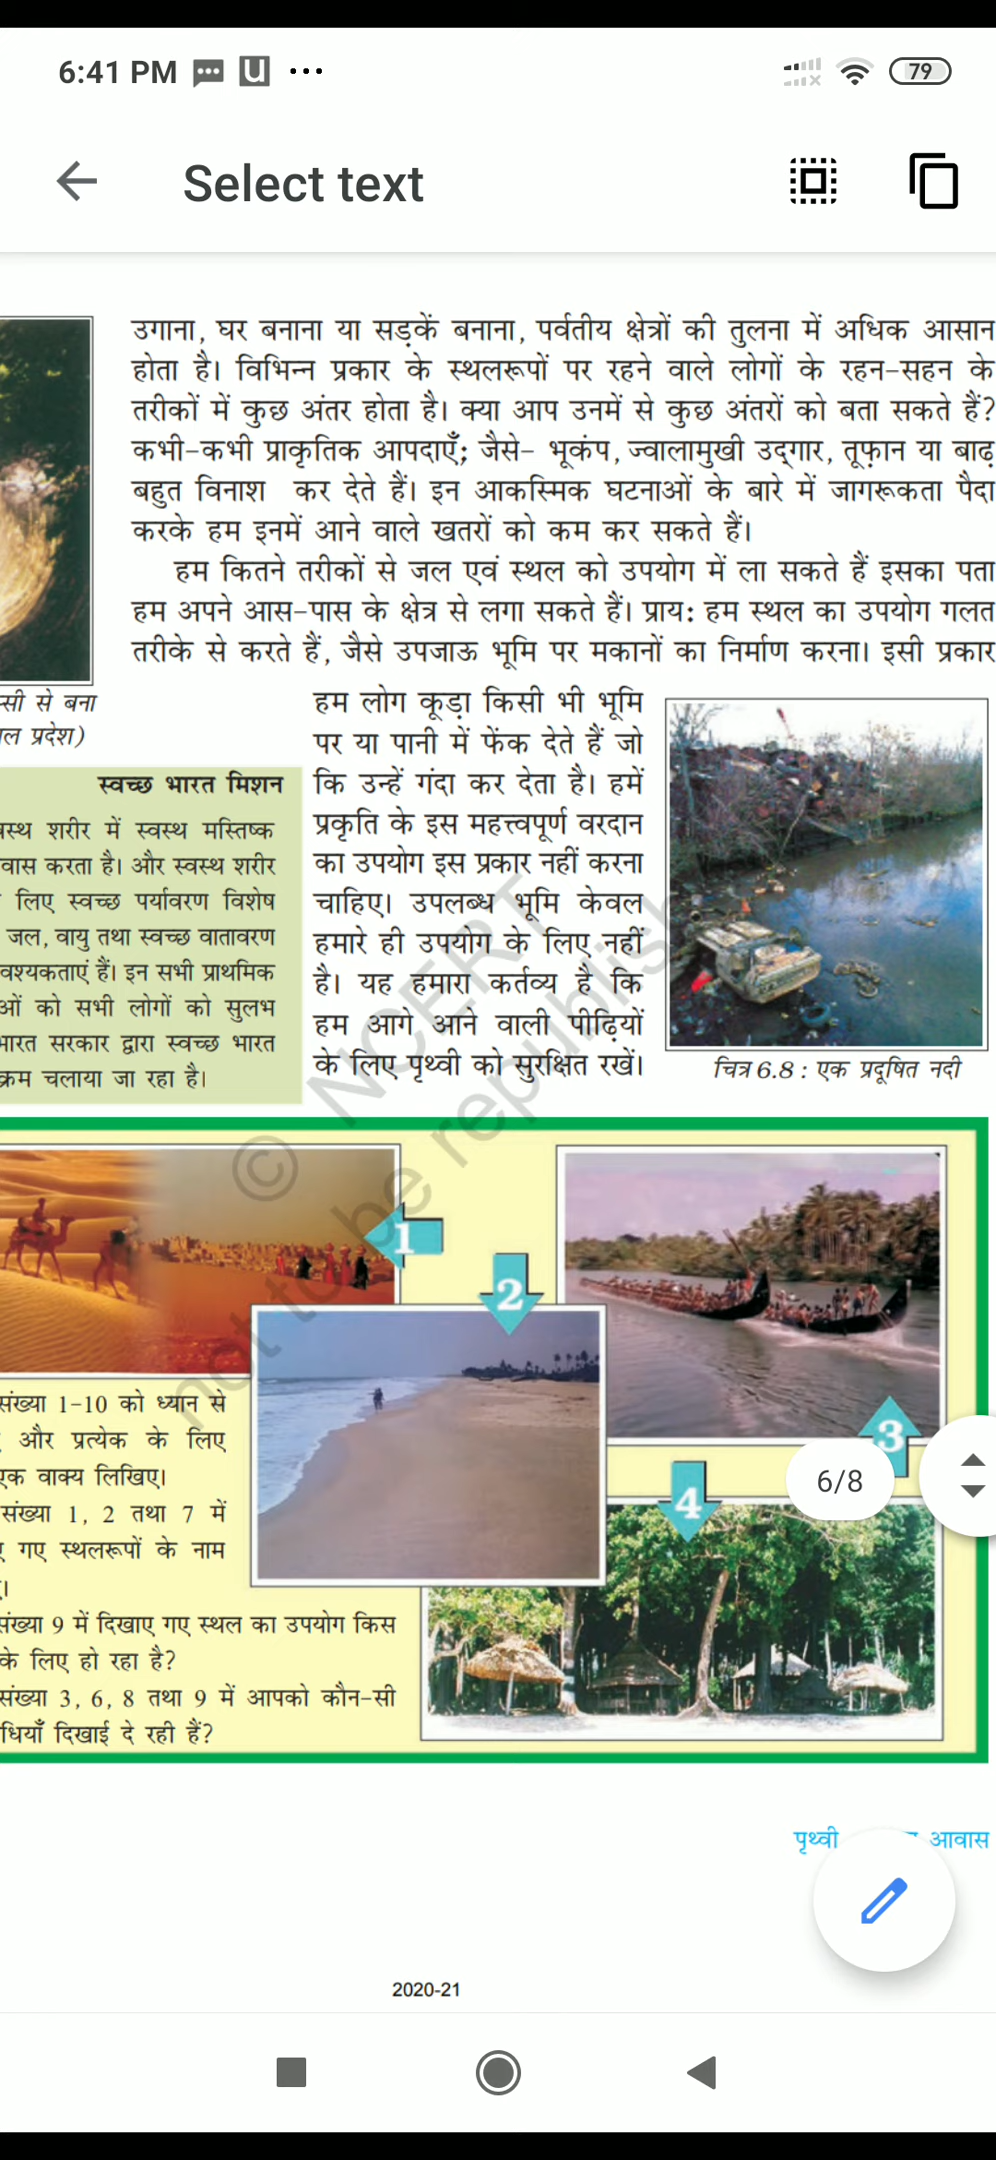 6:41 PM
79
Select text
उगाना, घर बनाना या सड़कें बनाना, पर्वतीय क्षेत्रों की तुलना में अधिक आसान
होता है। विभिन्न प्रकार के स्थलरूपों पर रहने वाले लोगों के रहन-सहन के
तरीकों में कुछ अंतर होता है। क्या आप उनमें से कुछ अंतरों को बता सकते हैं?
कभी-कभी प्राकृतिक आपदाएँ; जैसे- भूकंप, ज्वालामुखी उद्गार, तूफ़ान या बाढ़
बहुत विनाश कर देते हैं। इन आकस्मिक घटनाओं के बारे में जागरूकता पैदा
करके हम इनमें आने वाले खतरों को कम कर सकते हैं।
हम कितने तरीकों से जल एवं स्थल को उपयोग में ला सकते हैं इसका पता
हम अपने आस-पास के क्षेत्र से लगा सकते हैं। प्राय: हम स्थल का उपयोग गलत
तरीके से करते हैं, जैसे उपजाऊ भूमि पर मकानों का निर्माण करना। इसी प्रकार
हम लोग कूड़ा किसी भी भूमि
पर या पानी में फेंक देते हैं जो
कि उन्हें गंदा कर देता है। हमें
प्रकृति के इस महत्त्वपूर्ण वरदान
का उपयोग इस प्रकार नहीं करना
चाहिए। उपलब्ध भूमि केवल
हमारे ही उपयोग के लिए नहीं
है। यह हमारा कर्तव्य है कि
हम आगे आने वाली पीढ़ियों
के लिए पृथ्वी को सुरक्षित रखें।
चित्र 6.8 : एक प्रदूषित नदी
से बना
प्रदेश)
स्वच्छ भारत मिशन
शरीर में स्वस्थ मस्तिष्क
वास करता है। और स्वस्थ शरीर
लिए स्वच्छ पर्यावरण विशेष
जल, वायु तथा स्वच्छ वातावरण
हैं। इन सभी प्राथमिक
को सभी लोगों को सुलभ
भारत सरकार द्वारा स्वच्छ भारत
चलाया जा रहा है।
© NCERT
not to be republish
1
2
3
4
संख्या 1-10 को ध्यान से
और प्रत्येक के लिए
एक वाक्य लिखिए।
संख्या 1, 2 तथा 7 में
गए स्थलरूपों के नाम
संख्या 9 में दिखाए गए स्थल का उपयोग किस
के लिए हो रहा है?
संख्या 3, 6, 8 तथा 9 में आपको कौन-सी
दिखाई दे रही हैं?
6/8
पृथ्वी आवास
2020-21